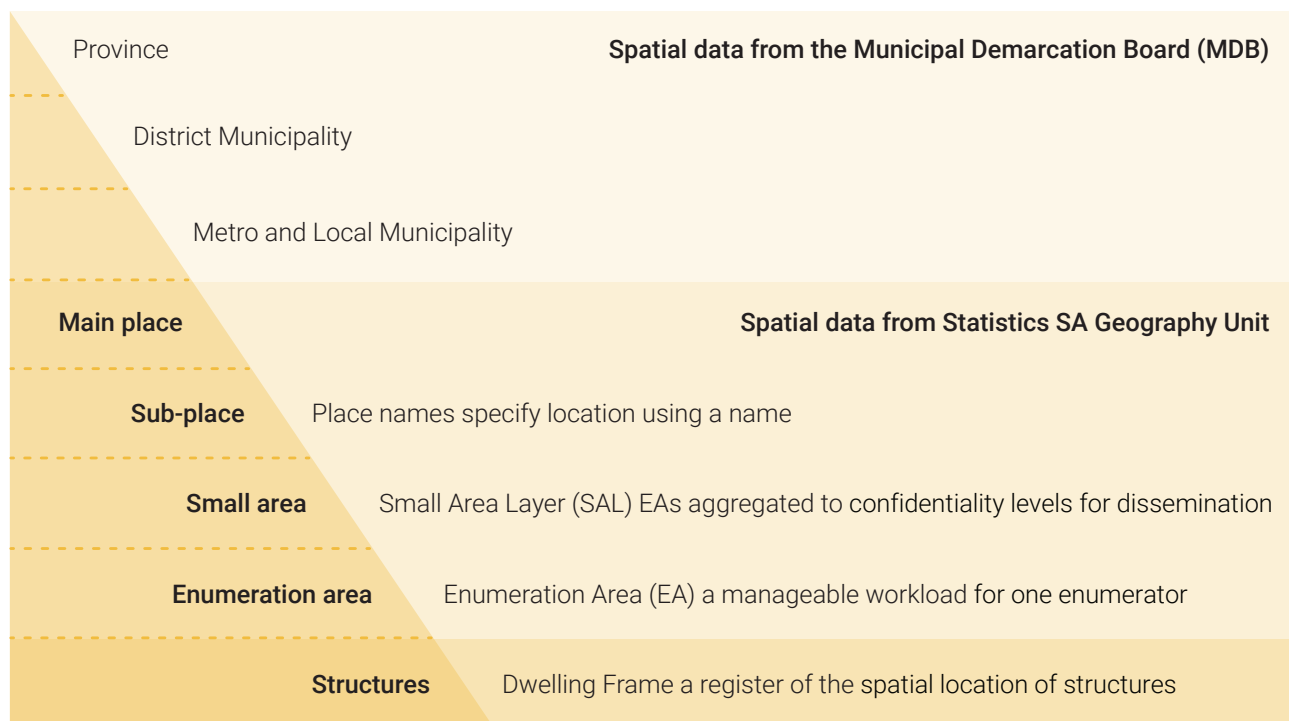 Province Spatial data from the Municipal Demarcation Board (MDB)
District Municipality
Metro and Local Municipality
Main place Spatial data from Statistics SA Geography Unit
Sub-place Place names specify location using a name
Small area Small Area Layer (SAL) EAs aggregated to confidentiality levels for dissemination
Enumeration area Enumeration Area (EA) a manageable workload for one enumerator
Structures Dwelling Frame a register of the spatial location of structures